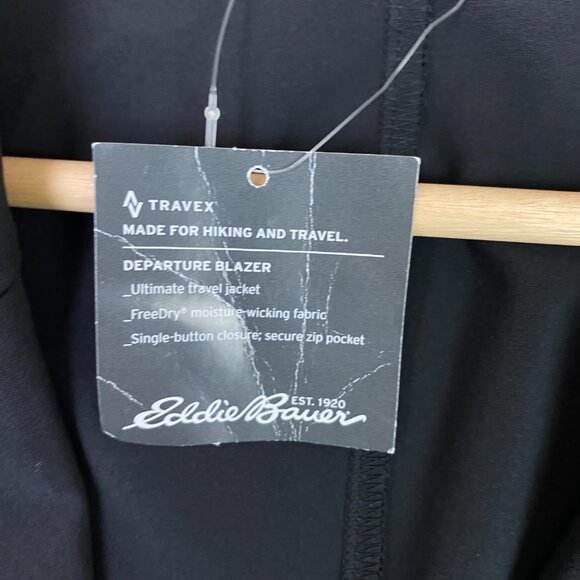 TRAVEX
MADE FOR HIKING AND TRAVEL.
DEPARTURE BLAZER
_Ultimate travel jacket
_FreeDry® moisture-wicking fabric
_Single-button closure; secure zip pocket
EST. 1920
Eddie Bauer